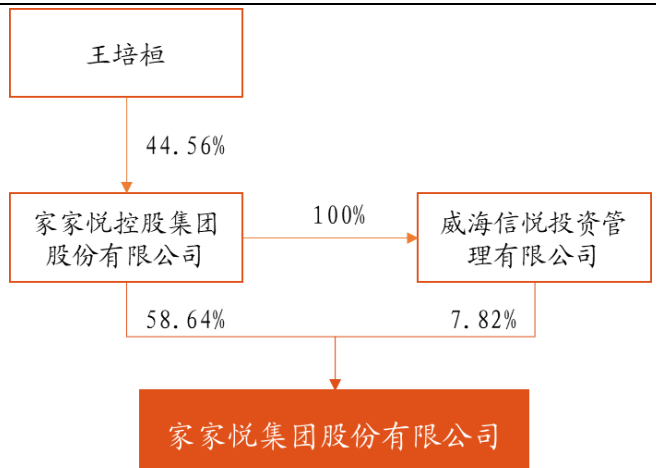 王培桓
44.56%
家家悦控股集团
股份有限公司
100%
威海信悦投资管
理有限公司
58.64%
7.82%
家家悦集团股份有限公司